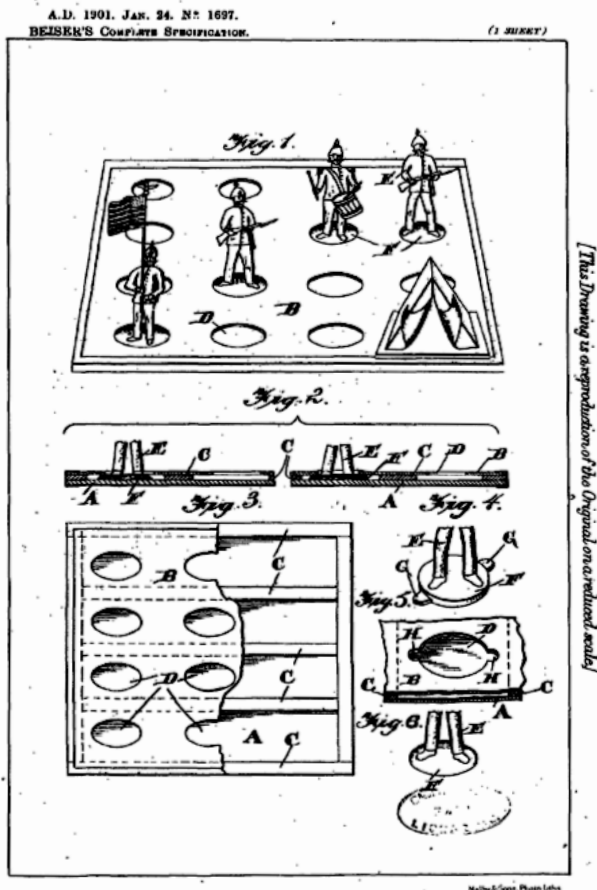 A.D. 1901. JAN. 24. No. 1697.
BEISER'S COMPLETE SPECIFICATION.
(1 SHEET)
Fig. 1.
E
F
B
D
Fig. 2.
E C C E F C D B
A F A
Fig. 3. Fig. 4.
C
B
C
D
C
C
A
C
E G
G F
Fig. 5.
H D
B H
C C
A
Fig. 6.
E
F
[This Drawing is a reproduction of the Original on a reduced scale]